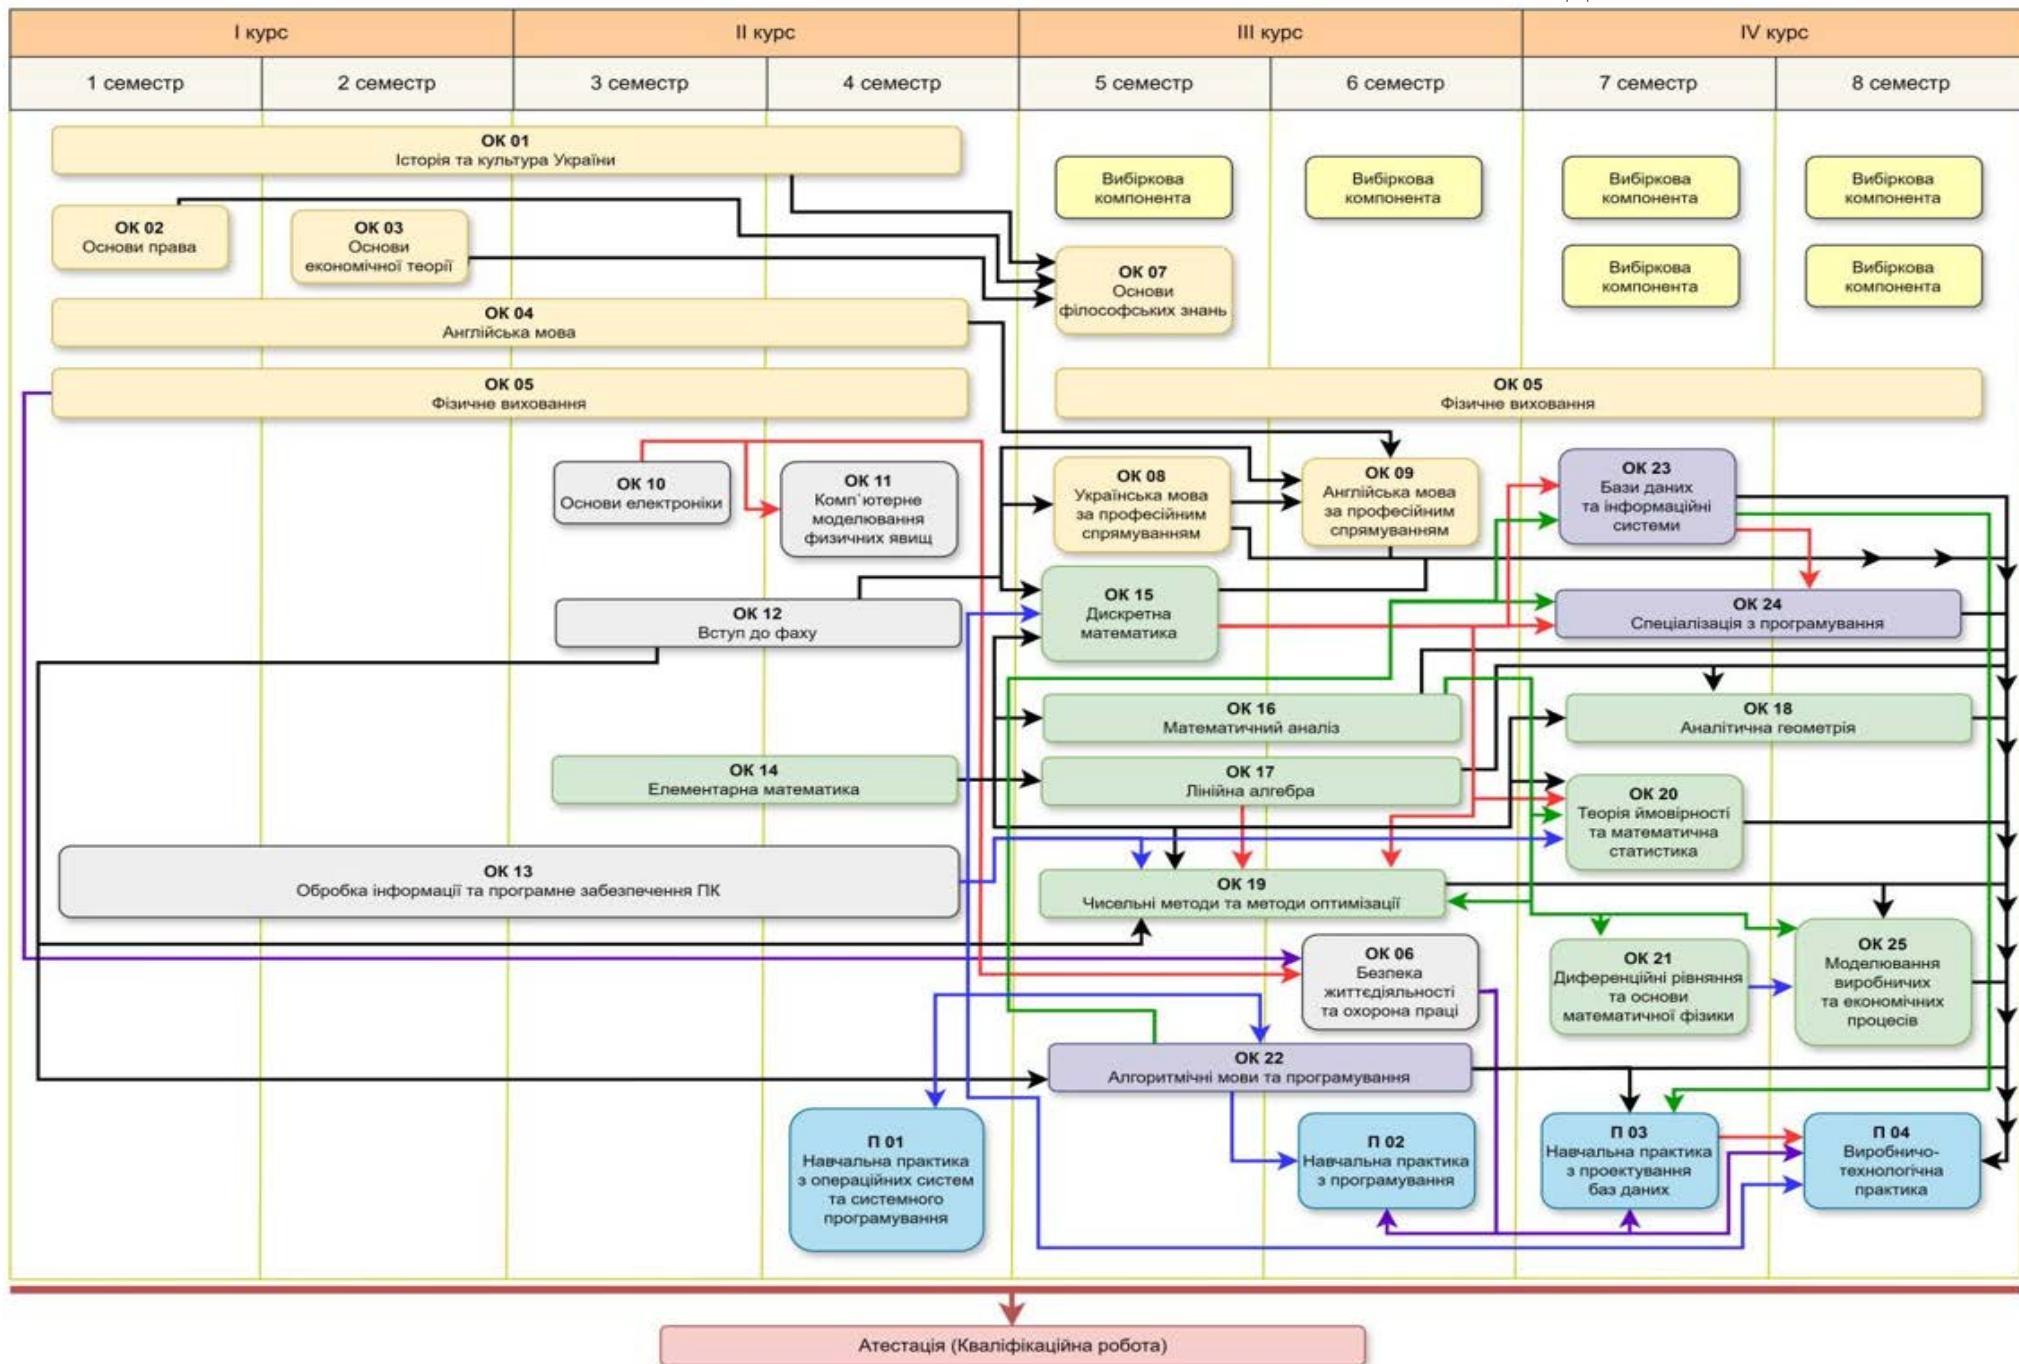 І курс
ІІ курс
ІІІ курс
IV курс
1 семестр
2 семестр
3 семестр
4 семестр
5 семестр
6 семестр
7 семестр
8 семестр
ОК 01
Історія та культура України
Вибіркова
компонента
Вибіркова
компонента
Вибіркова
компонента
Вибіркова
компонента
ОК 02
Основи права
ОК 03
Основи
економічної теорії
ОК 07
Основи
філософських знань
Вибіркова
компонента
Вибіркова
компонента
ОК 04
Англійська мова
ОК 05
Фізичне виховання
ОК 05
Фізичне виховання
ОК 10
Основи електроніки
ОК 11
Комп`ютерне
моделювання
физичних явищ
ОК 08
Українська мова
за професійним
спрямуванням
ОК 09
Англійська мова
за професійним
спрямуванням
ОК 23
Бази даних
та інформаційні
системи
ОК 12
Вступ до фаху
ОК 15
Дискретна
математика
ОК 24
Спеціалізація з програмування
ОК 16
Математичний аналіз
ОК 18
Аналітична геометрія
ОК 14
Елементарна математика
ОК 17
Лінійна алгебра
ОК 20
Теорія ймовірності
та математична
статистика
ОК 13
Обробка інформації та програмне забезпечення ПК
ОК 19
Чисельні методи та методи оптимізації
ОК 06
Безпека
життєдіяльності
та охорона праці
ОК 21
Диференційні рівняння
та основи
математичної фізики
ОК 25
Моделювання
виробничих
та економічних
процесів
ОК 22
Алгоритмічні мови та програмування
П 01
Навчальна практика
з операційних систем
та системного
програмування
П 02
Навчальна практика
з програмування
П 03
Навчальна практика
з проектування
баз даних
П 04
Виробничо-
технологічна
практика
Атестація (Кваліфікаційна робота)